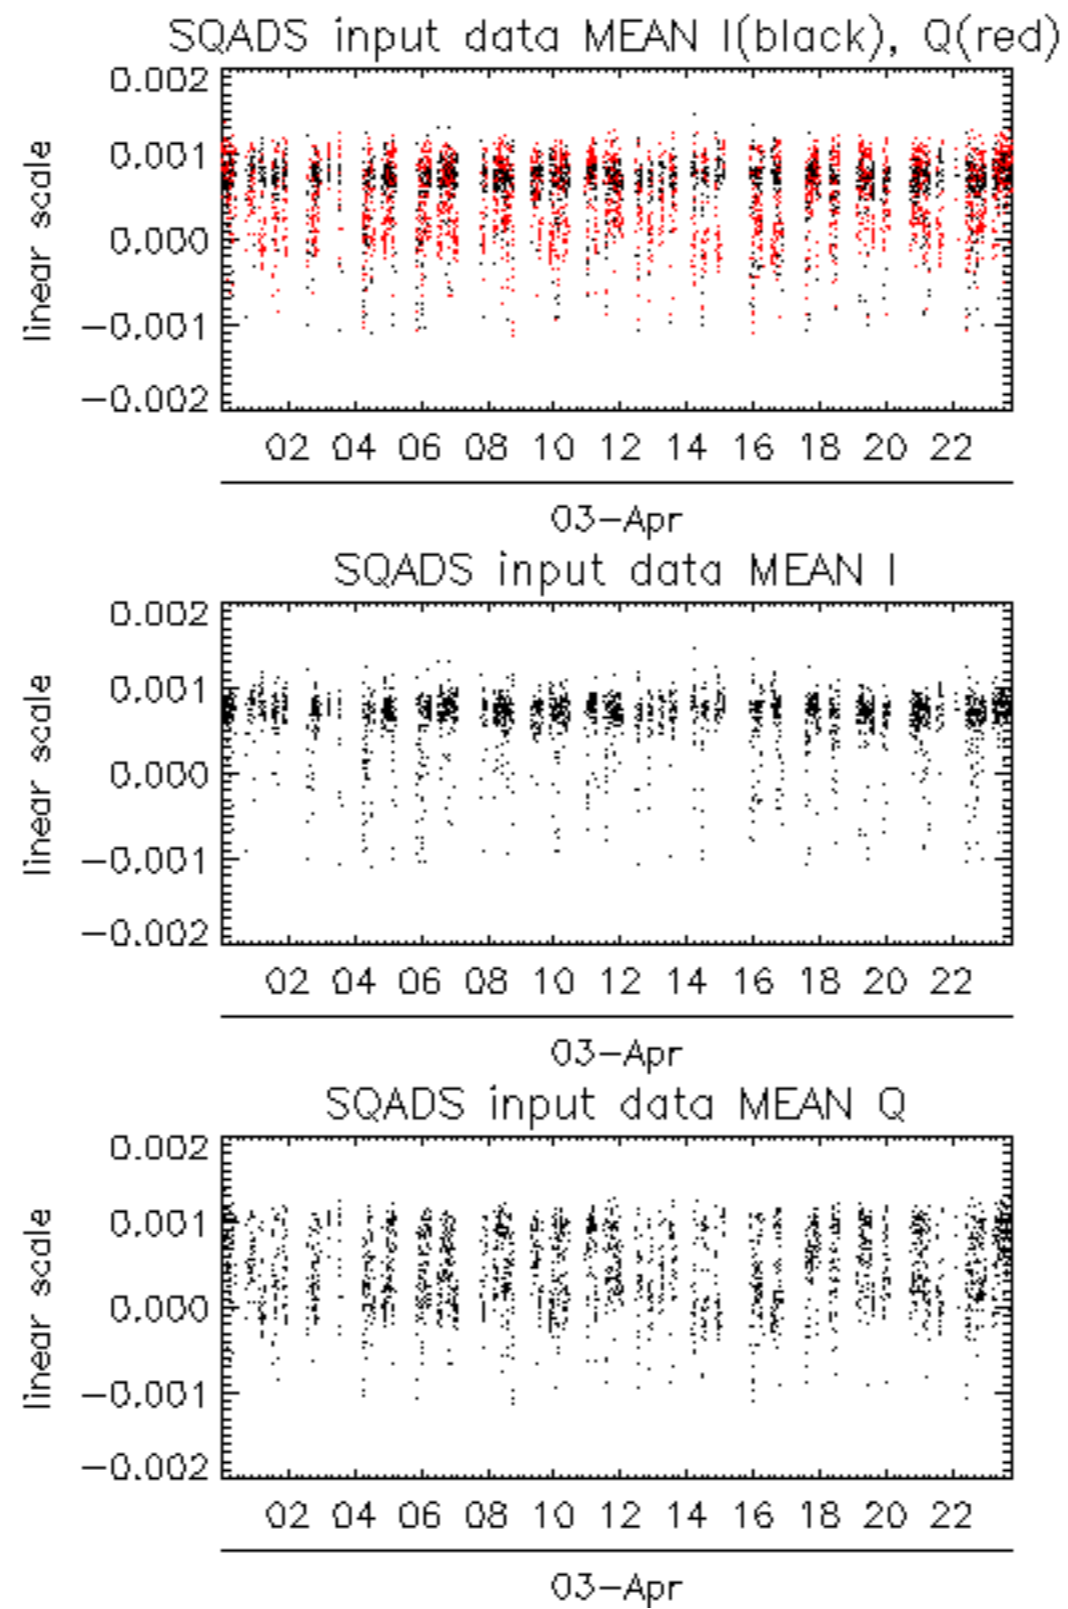 SQADS input data MEAN I(black), Q(red)
0.002
0.001
0.000
−0.001
−0.002
linear scale
02 04 06 08 10 12 14 16 18 20 22
03−Apr
SQADS input data MEAN I
0.002
0.001
0.000
−0.001
−0.002
linear scale
02 04 06 08 10 12 14 16 18 20 22
03−Apr
SQADS input data MEAN Q
0.002
0.001
0.000
−0.001
−0.002
linear scale
02 04 06 08 10 12 14 16 18 20 22
03−Apr